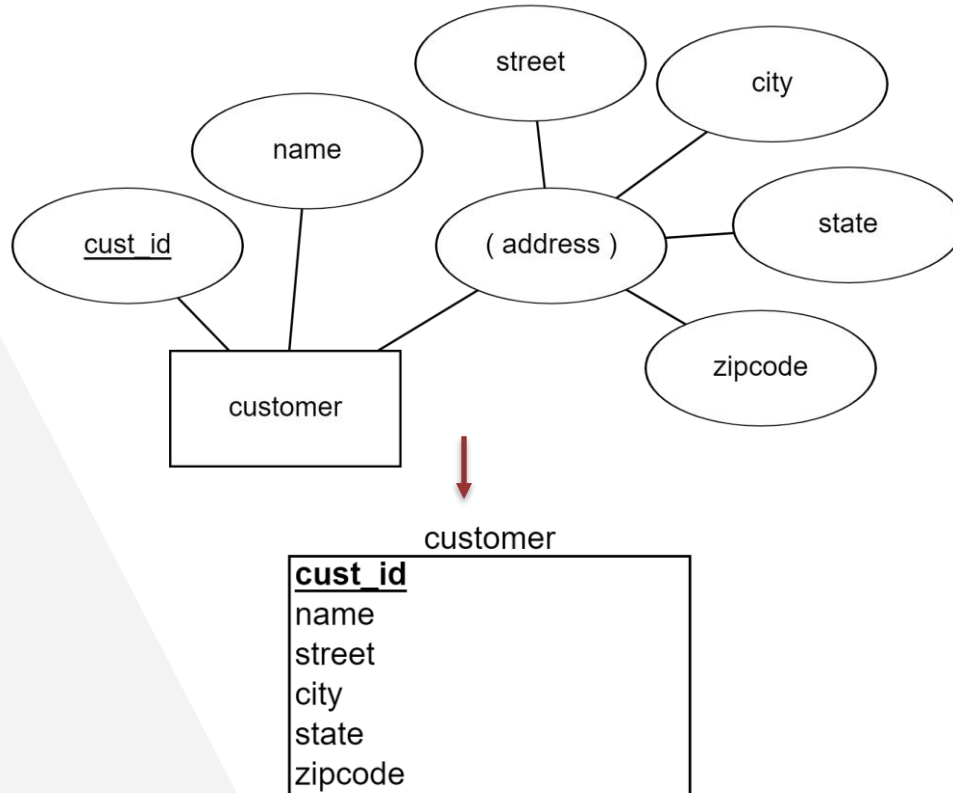 street
city
name
state
cust_id
( address )
zipcode
customer
customer
cust_id
name
street
city
state
zipcode